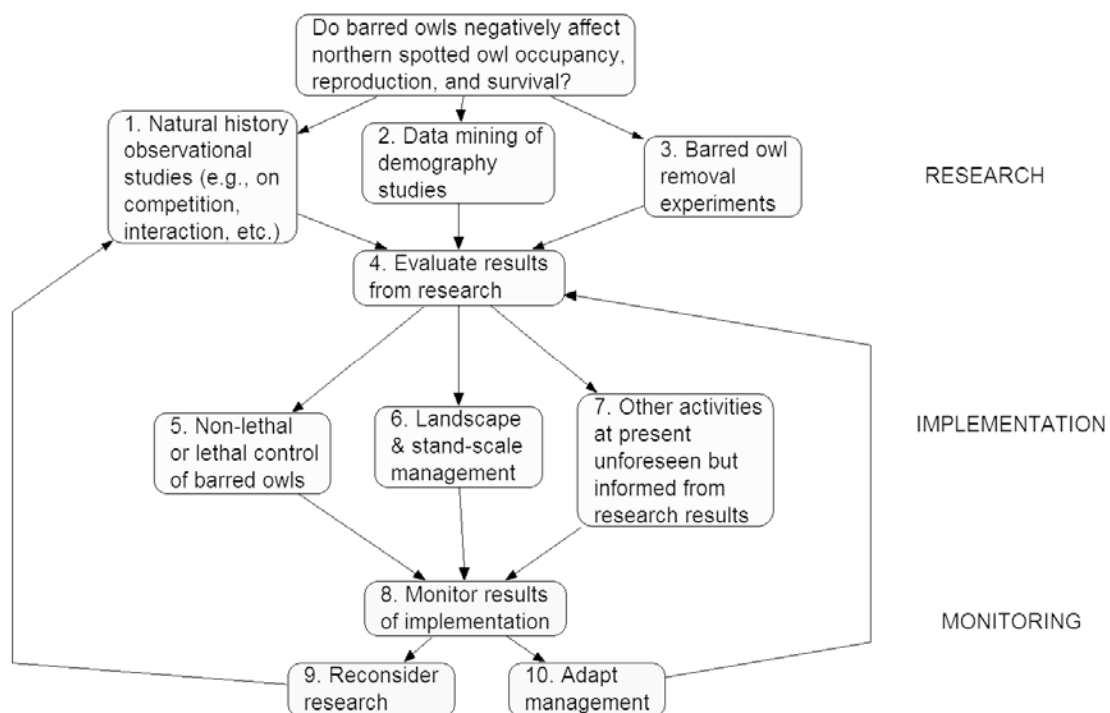 Do barred owls negatively affect
northern spotted owl occupancy,
reproduction, and survival?
1. Natural history
observational
studies (e.g., on
competition,
interaction, etc.)
2. Data mining of
demography
studies
3. Barred owl
removal
experiments
RESEARCH
4. Evaluate results
from research
5. Non-lethal
or lethal control
of barred owls
6. Landscape
& stand-scale
management
7. Other activities
at present
unforeseen but
informed from
research results
IMPLEMENTATION
8. Monitor results
of implementation
MONITORING
9. Reconsider
research
10. Adapt
management